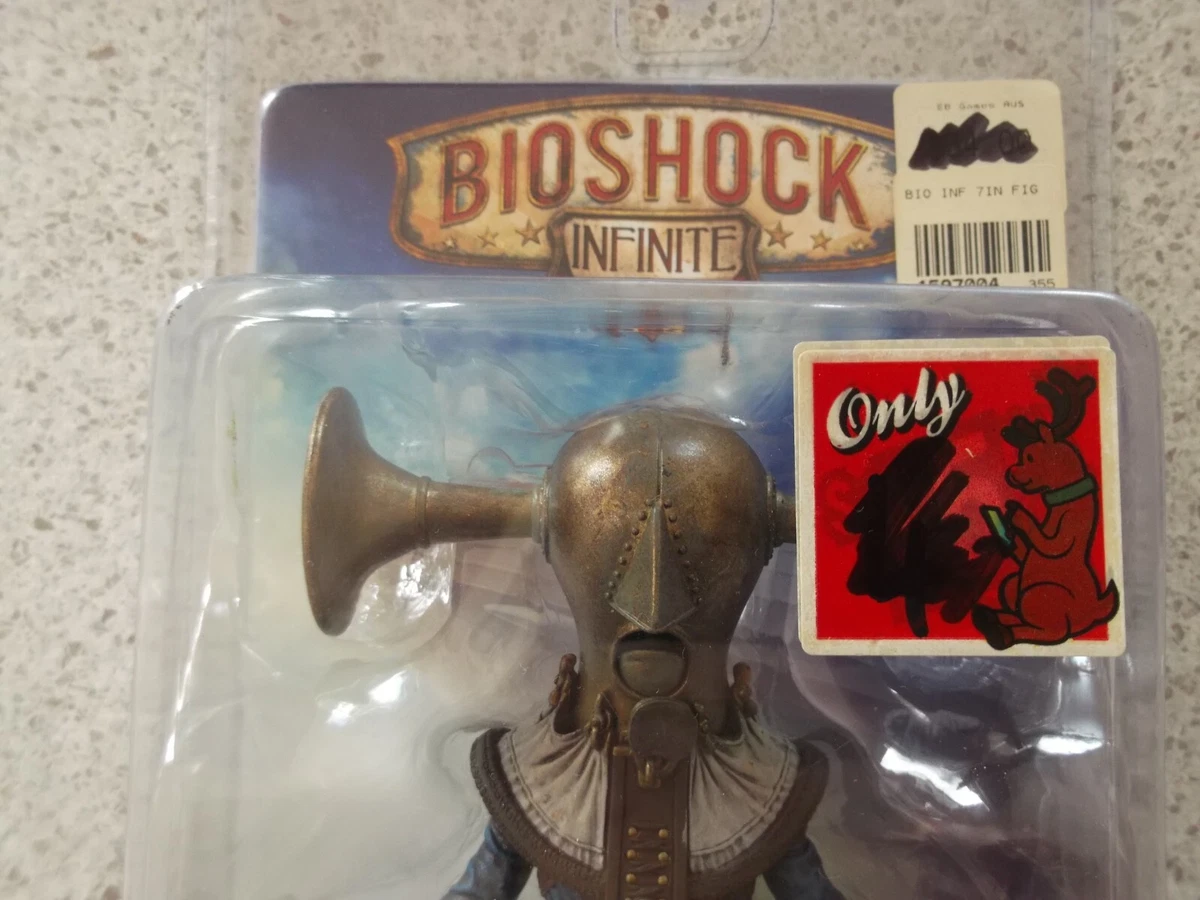 BIOSHOCK
INFINITE
EB Games AUS
BIO INF 7IN FIG
355
Only